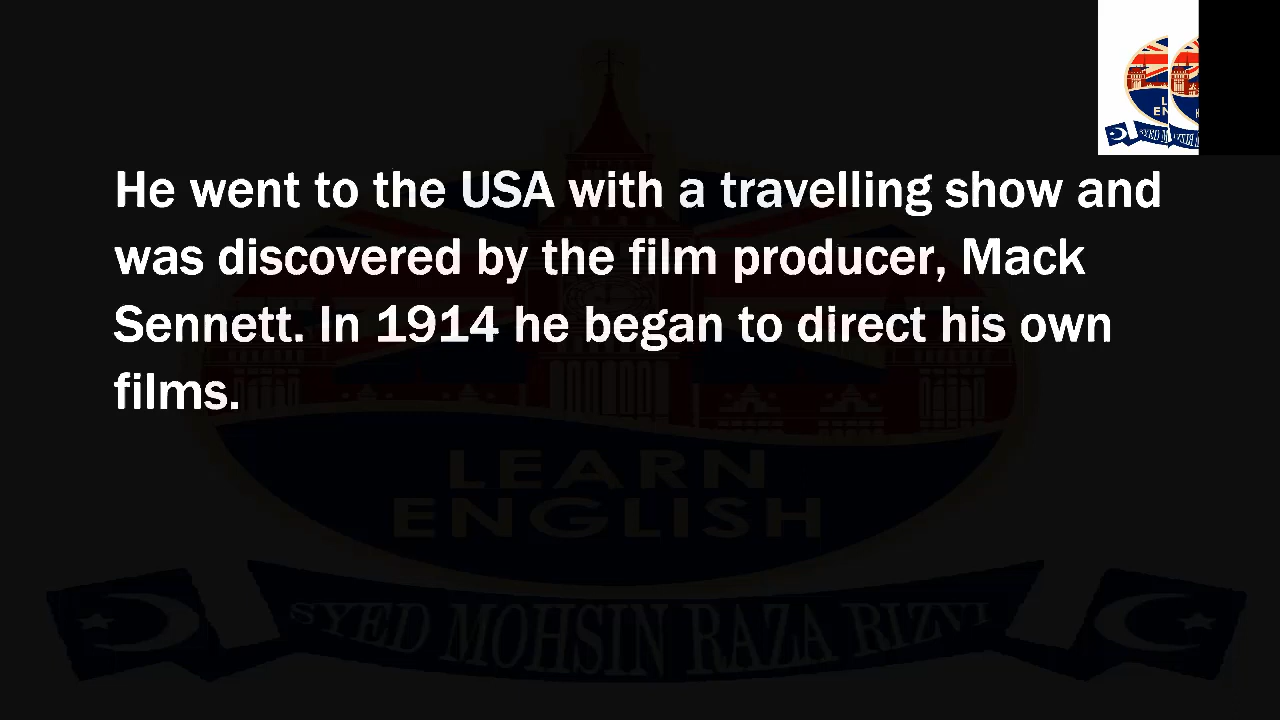 He went to the USA with a travelling show and
was discovered by the film producer, Mack
Sennett. In 1914 he began to direct his own
films.
LEARN
ENGLISH
SYED MOHSIN RAZA RIZVI